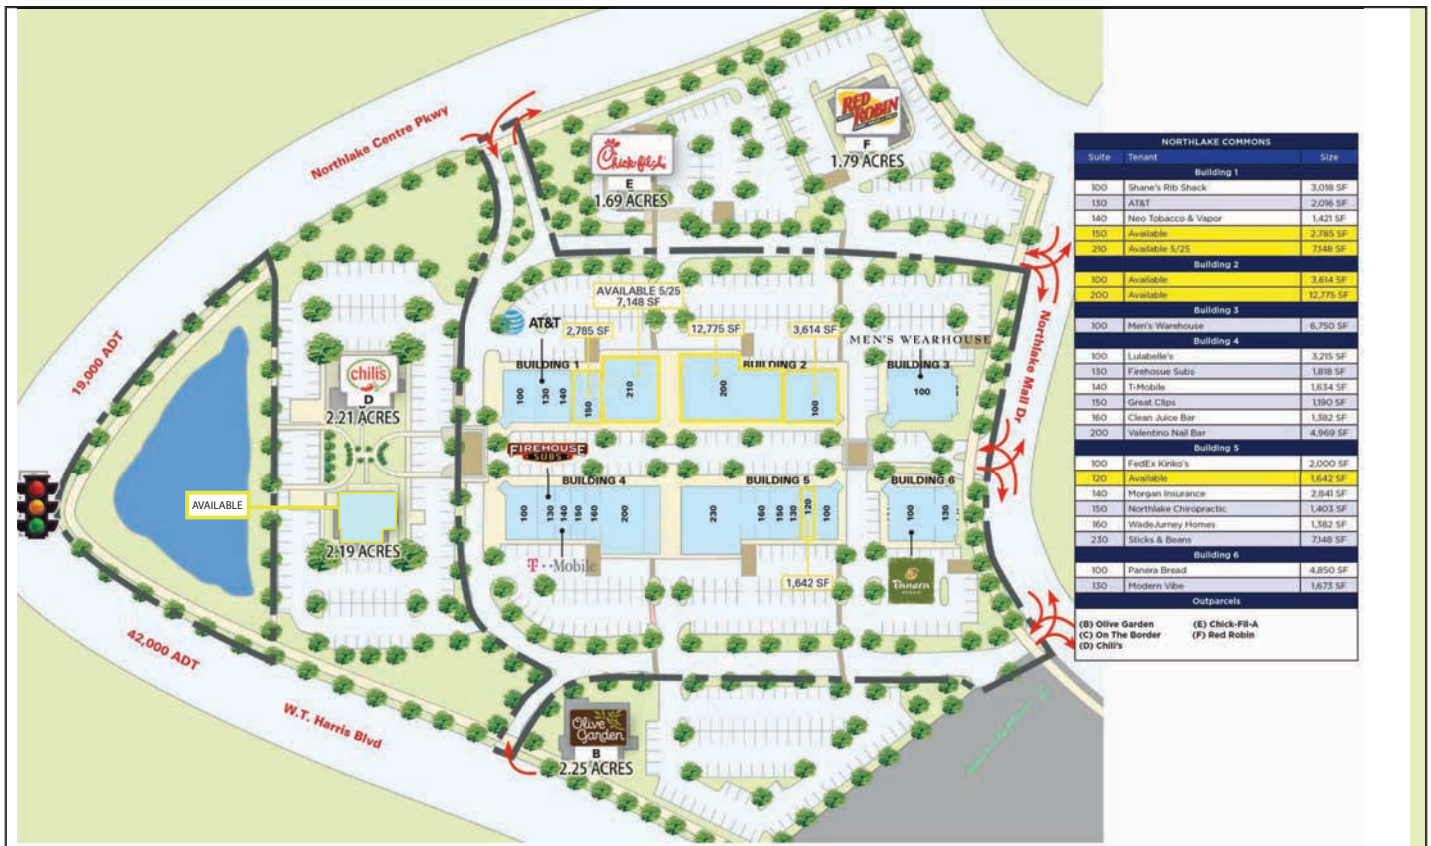 Northlake Centre Pkwy
Chick-fil-A
E
1.69 ACRES
RED ROBIN
F
1.79 ACRES
19,000 ADT
chili's
D
2.21 ACRES
AVAILABLE
2.19 ACRES
42,000 ADT
W.T. Harris Blvd
Northlake Mall Dr
AT&T
2,785 SF
AVAILABLE 5/25
7,148 SF
12,775 SF
3,614 SF
MEN'S WEARHOUSE
BUILDING 1
BUILDING 2
BUILDING 3
100
130
140
150
210
200
100
100
FIREHOUSE
SUBS
BUILDING 4
BUILDING 5
BUILDING 6
100
130
140
150
160
200
230
160
150
130
120
100
100
130
T-Mobile
1,642 SF
Panera
BREAD
Olive
Garden
B
2.25 ACRES
NORTHLAKE COMMONS
Suite Tenant Size
Building 1
100 Shane's Rib Shack 3,018 SF
130 AT&T 2,016 SF
140 Neo Tobacco & Vapor 1,421 SF
150 Available 2,785 SF
210 Available 5/25 7,148 SF
Building 2
100 Available 3,614 SF
200 Available 12,775 SF
Building 3
100 Men's Warehouse 6,750 SF
Building 4
100 Lulabelle's 3,215 SF
130 Firehosue Subs 1,818 SF
140 T-Mobile 1,634 SF
150 Great Clips 1,190 SF
160 Clean Juice Bar 1,382 SF
200 Valentino Nail Bar 4,969 SF
Building 5
100 FedEx Kinko's 2,000 SF
120 Available 1,642 SF
140 Morgan Insurance 2,841 SF
150 Northlake Chiropractic 1,403 SF
160 WadeJurney Homes 1,382 SF
230 Sticks & Beans 7,148 SF
Building 6
100 Panera Bread 4,850 SF
130 Modern Vibe 1,673 SF
Outparcels
(B) Olive Garden (E) Chick-Fil-A
(C) On The Border (F) Red Robin
(D) Chili's